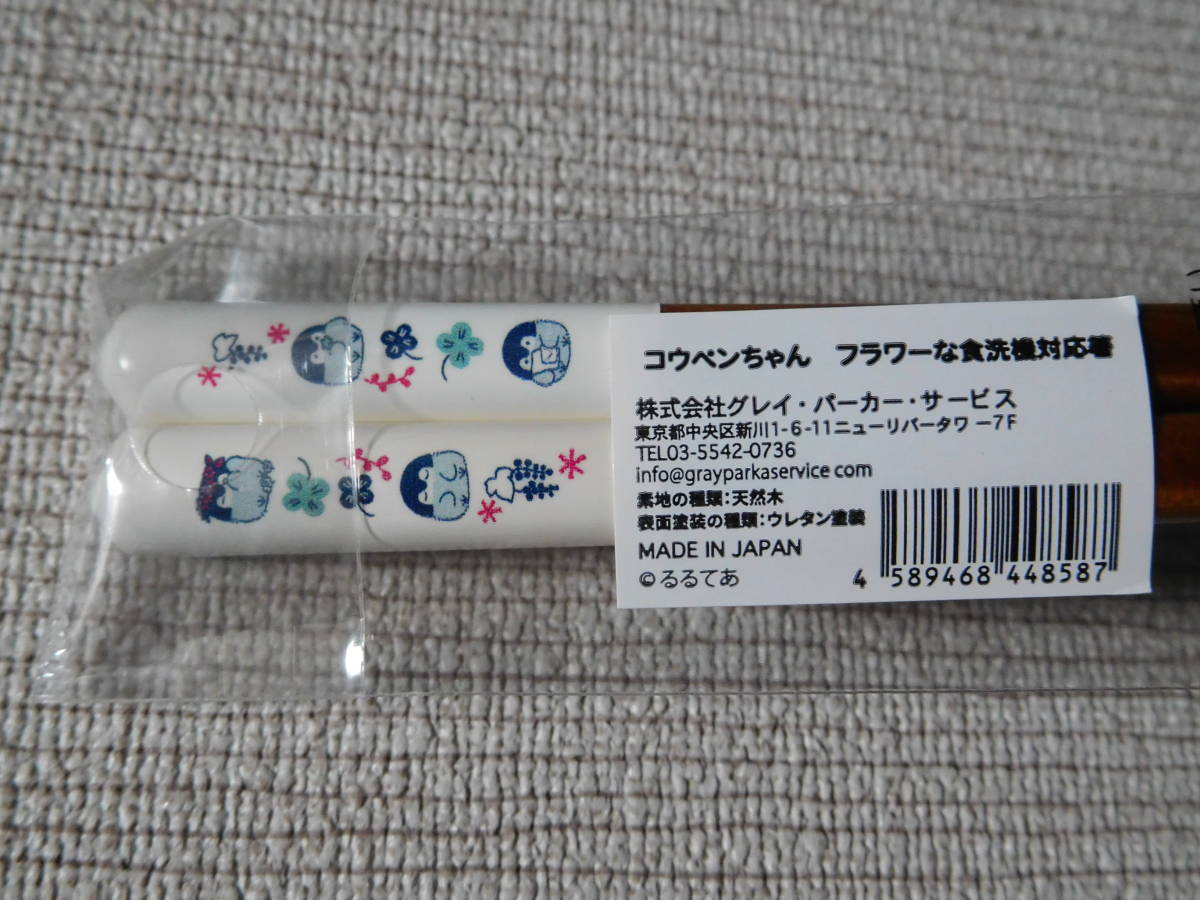 コウペンちゃん　フラワーな食洗機対応箸
株式会社グレイ・パーカー・サービス
東京都中央区新川1-6-11ニューリバータワー7F
TEL03-5542-0736
info@grayparkaservice.com
素地の種類：天然木
表面塗装の種類：ウレタン塗装
MADE IN JAPAN
©るるてあ
4 589468 448587